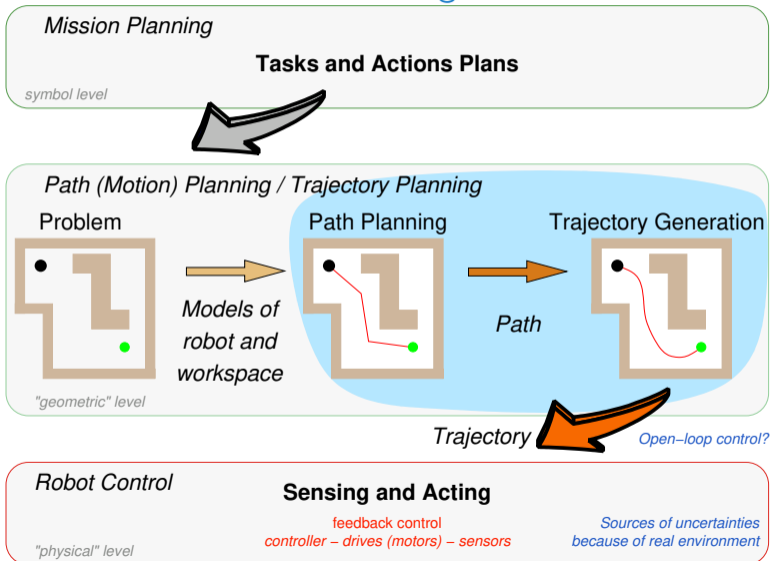 Mission Planning
Tasks and Actions Plans
symbol level
Path (Motion) Planning / Trajectory Planning
Problem
Path Planning
Trajectory Generation
Models of
robot and
workspace
Path
"geometric" level
Trajectory
Open−loop control?
Robot Control
Sensing and Acting
feedback control
controller − drives (motors) − sensors
Sources of uncertainties
because of real environment
"physical" level